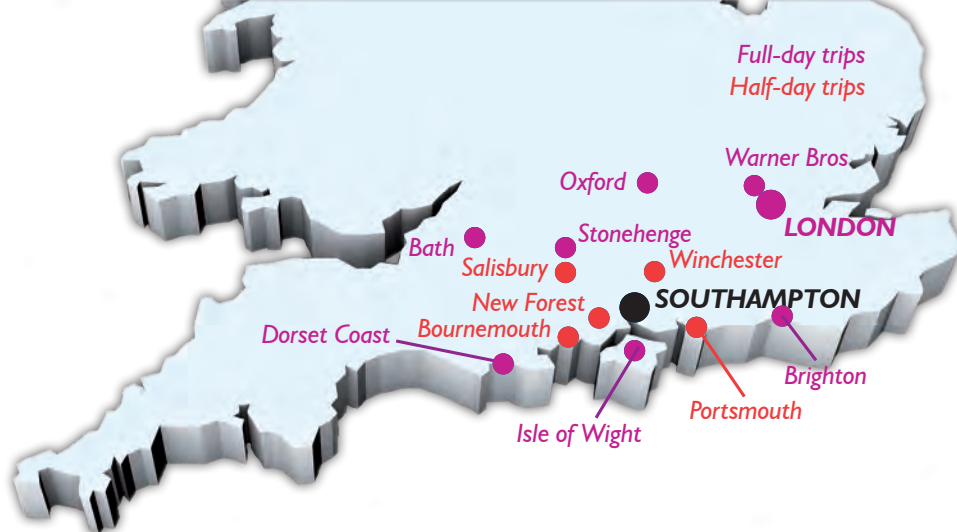 Full-day trips
Half-day trips
Warner Bros.
Oxford
LONDON
Stonehenge
Bath
Winchester
Salisbury
New Forest
SOUTHAMPTON
Bournemouth
Dorset Coast
Brighton
Portsmouth
Isle of Wight